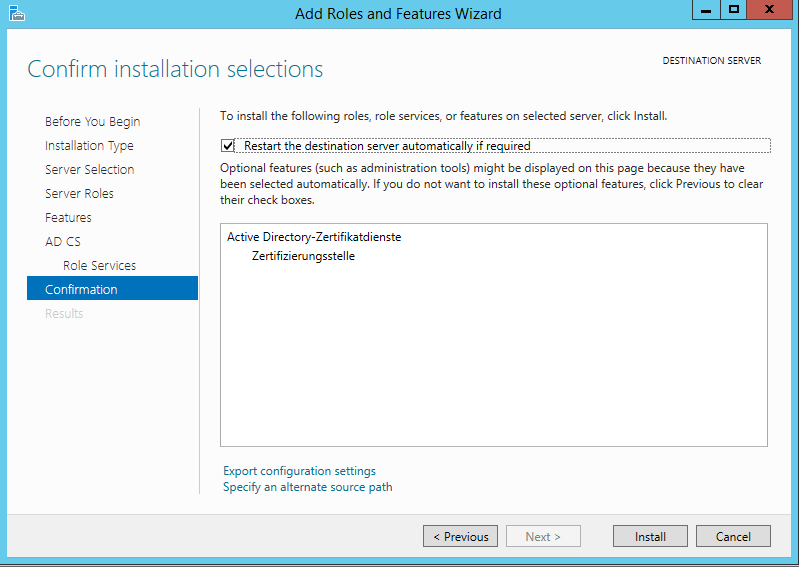 Add Roles and Features Wizard
Confirm installation selections
DESTINATION SERVER
Before You Begin
Installation Type
Server Selection
Server Roles
Features
AD CS
Role Services
Confirmation
Results
To install the following roles, role services, or features on selected server, click Install.
Restart the destination server automatically if required
Optional features (such as administration tools) might be displayed on this page because they have
been selected automatically. If you do not want to install these optional features, click Previous to clear
their check boxes.
Active Directory-Zertifikatdienste
Zertifizierungsstelle
Export configuration settings
Specify an alternate source path
< Previous
Next >
Install
Cancel